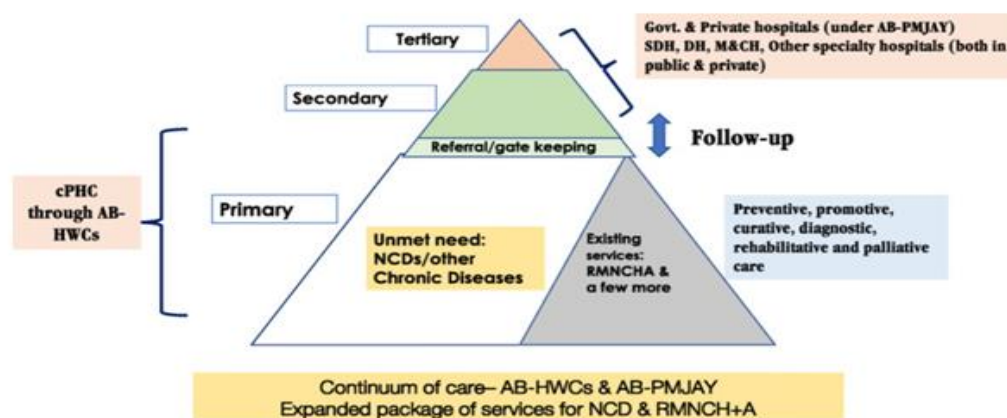 Tertiary
Govt. & Private hospitals (under AB-PMJAY)
SDH, DH, M&CH, Other specialty hospitals (both in
public & private)
Secondary
Referral/gate keeping
Follow-up
cPHC
through AB-
HWCs
Primary
Unmet need:
NCDs/other
Chronic Diseases
Existing
services:
RMNCHA &
a few more
Preventive, promotive,
curative, diagnostic,
rehabilitative and palliative
care
Continuum of care– AB-HWCs & AB-PMJAY
Expanded package of services for NCD & RMNCH+A